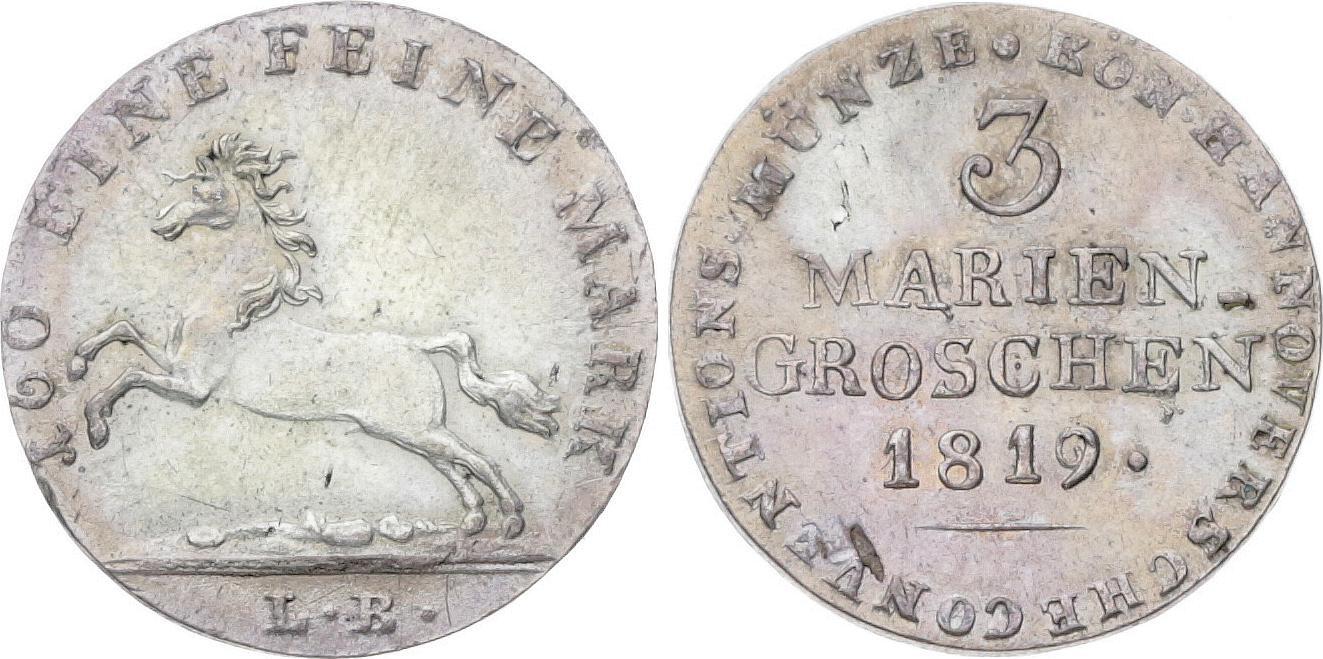 160 EINE FEINE MARK
L·B·
KÖN·HANNOVERSCHE CONVENTIONS-MÜNZE·
3
MARIEN-
GROSCHEN
1819·